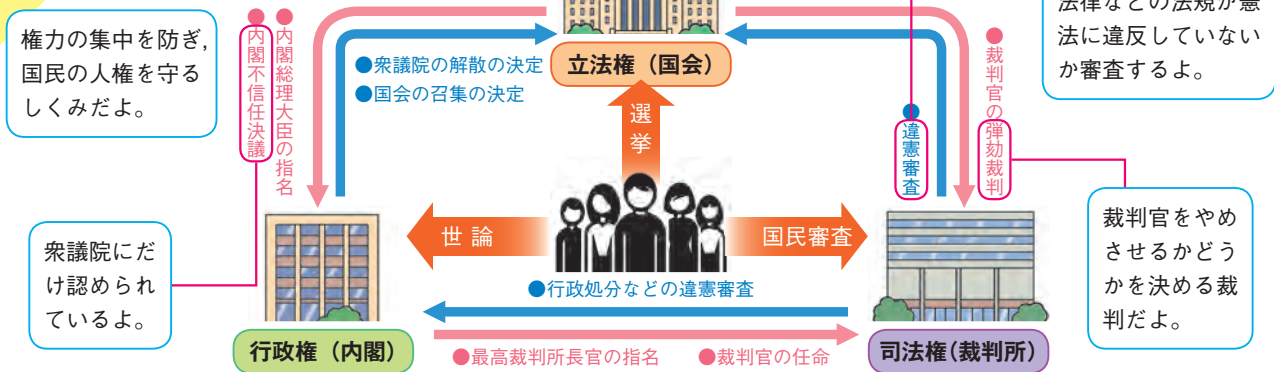 権力の集中を防ぎ,
国民の人権を守る
しくみだよ。
●内閣不信任決議
●内閣総理大臣の指名
●衆議院の解散の決定
●国会の召集の決定
立法権（国会）
法律などの法規が憲
法に違反していない
か審査するよ。
●違憲審査
●裁判官の弾劾裁判
選挙
世論
国民審査
衆議院にだ
け認められ
ているよ。
裁判官をやめ
させるかどう
かを決める裁
判だよ。
●行政処分などの違憲審査
行政権（内閣）
●最高裁判所長官の指名
●裁判官の任命
司法権（裁判所）